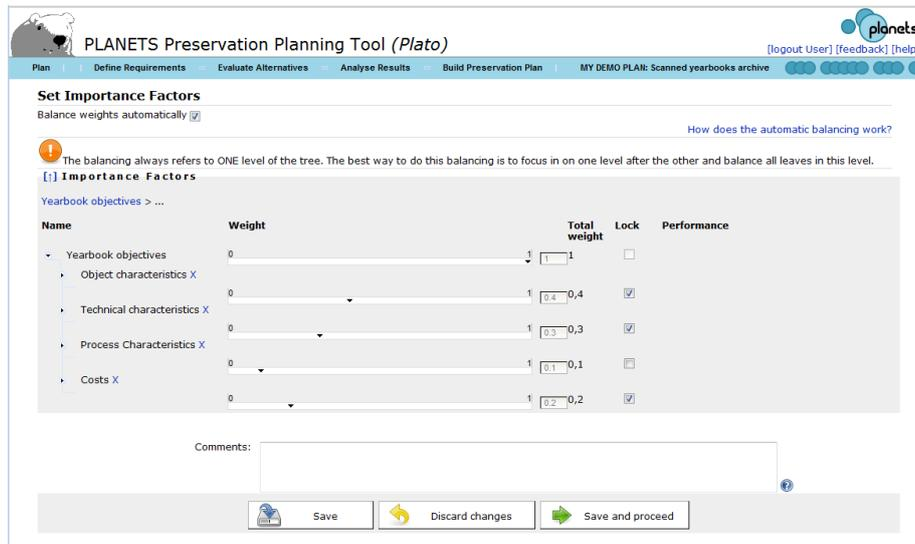 planets
PLANETS Preservation Planning Tool (Plato)
[logout User] [feedback] [help
Plan | | Define Requirements :: Evaluate Alternatives :: Analyse Results :: Build Preservation Plan | MY DEMO PLAN: Scanned yearbooks archive
Set Importance Factors
Balance weights automatically
How does the automatic balancing work?
! The balancing always refers to ONE level of the tree. The best way to do this balancing is to focus in on one level after the other and balance all leaves in this level.
[↑] Importance Factors
Yearbook objectives > ...
Name Weight Total weight Lock Performance
Yearbook objectives 0 1 1 1
Object characteristics X
0 1 0.4 0,4
Technical characteristics X
0 1 0.3 0,3
Process Characteristics X
0 1 0.1 0,1
Costs X
0 1 0.2 0,2
Comments:
?
Save Discard changes Save and proceed